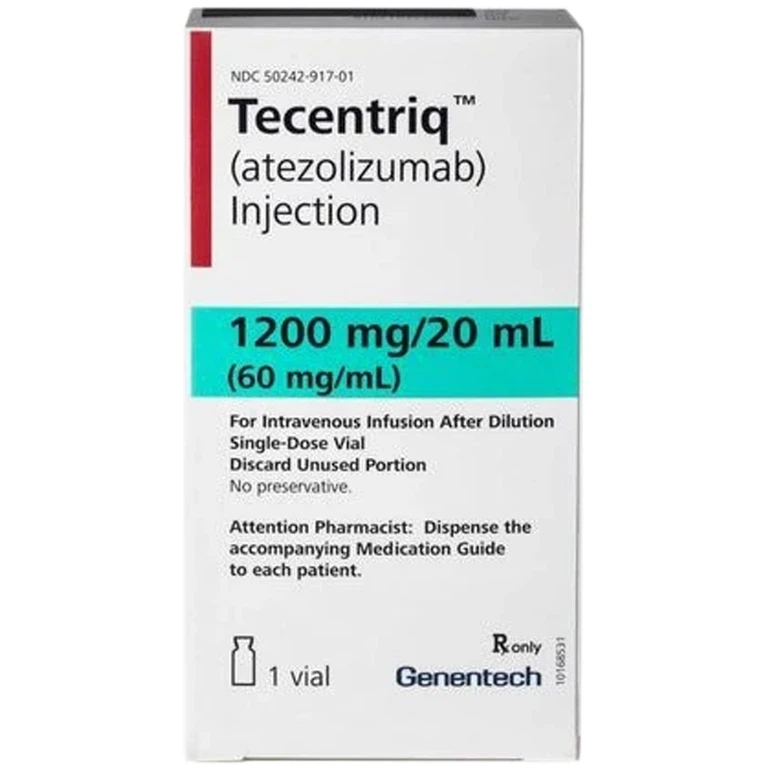 NDC 50242-917-01
Tecentriq™
(atezolizumab)
Injection
1200 mg/20 mL
(60 mg/mL)
For Intravenous Infusion After Dilution
Single-Dose Vial
Discard Unused Portion
No preservative.
Attention Pharmacist: Dispense the
accompanying Medication Guide
to each patient.
1 vial
℞ only
Genentech
10168531